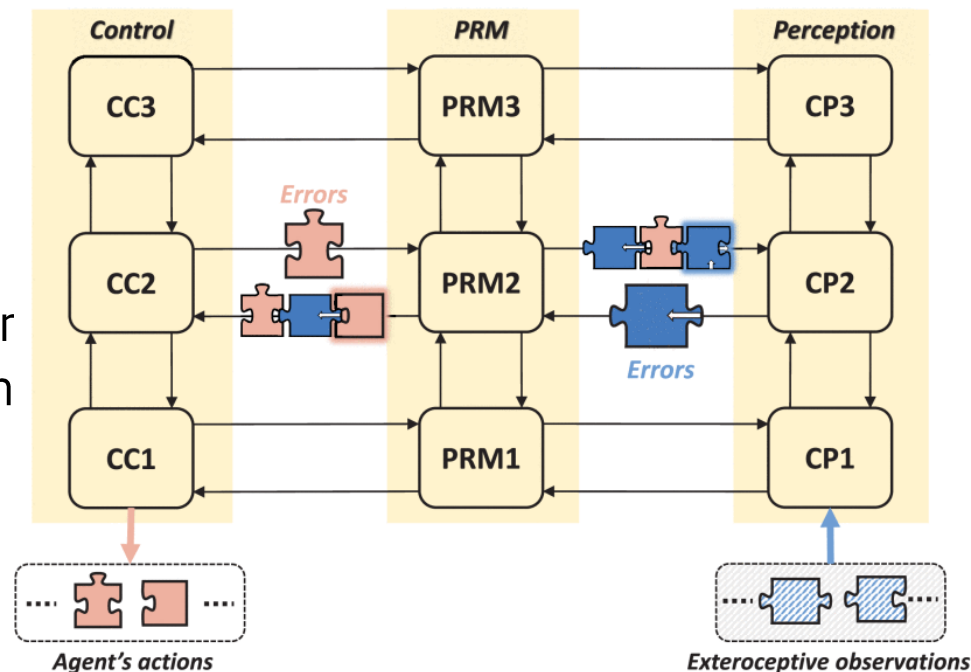 Control
PRM
Perception
CC3
PRM3
CP3
Errors
CC2
PRM2
CP2
r
n
Errors
CC1
PRM1
CP1
Agent's actions
Exteroceptive observations